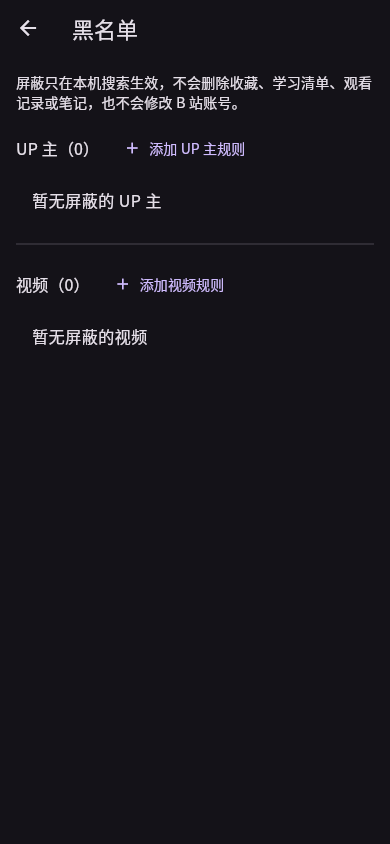 黑名单
屏蔽只在本机搜索生效，不会删除收藏、学习清单、观看
记录或笔记，也不会修改 B 站账号。
UP 主（0） + 添加 UP 主规则
暂无屏蔽的 UP 主
视频（0） + 添加视频规则
暂无屏蔽的视频